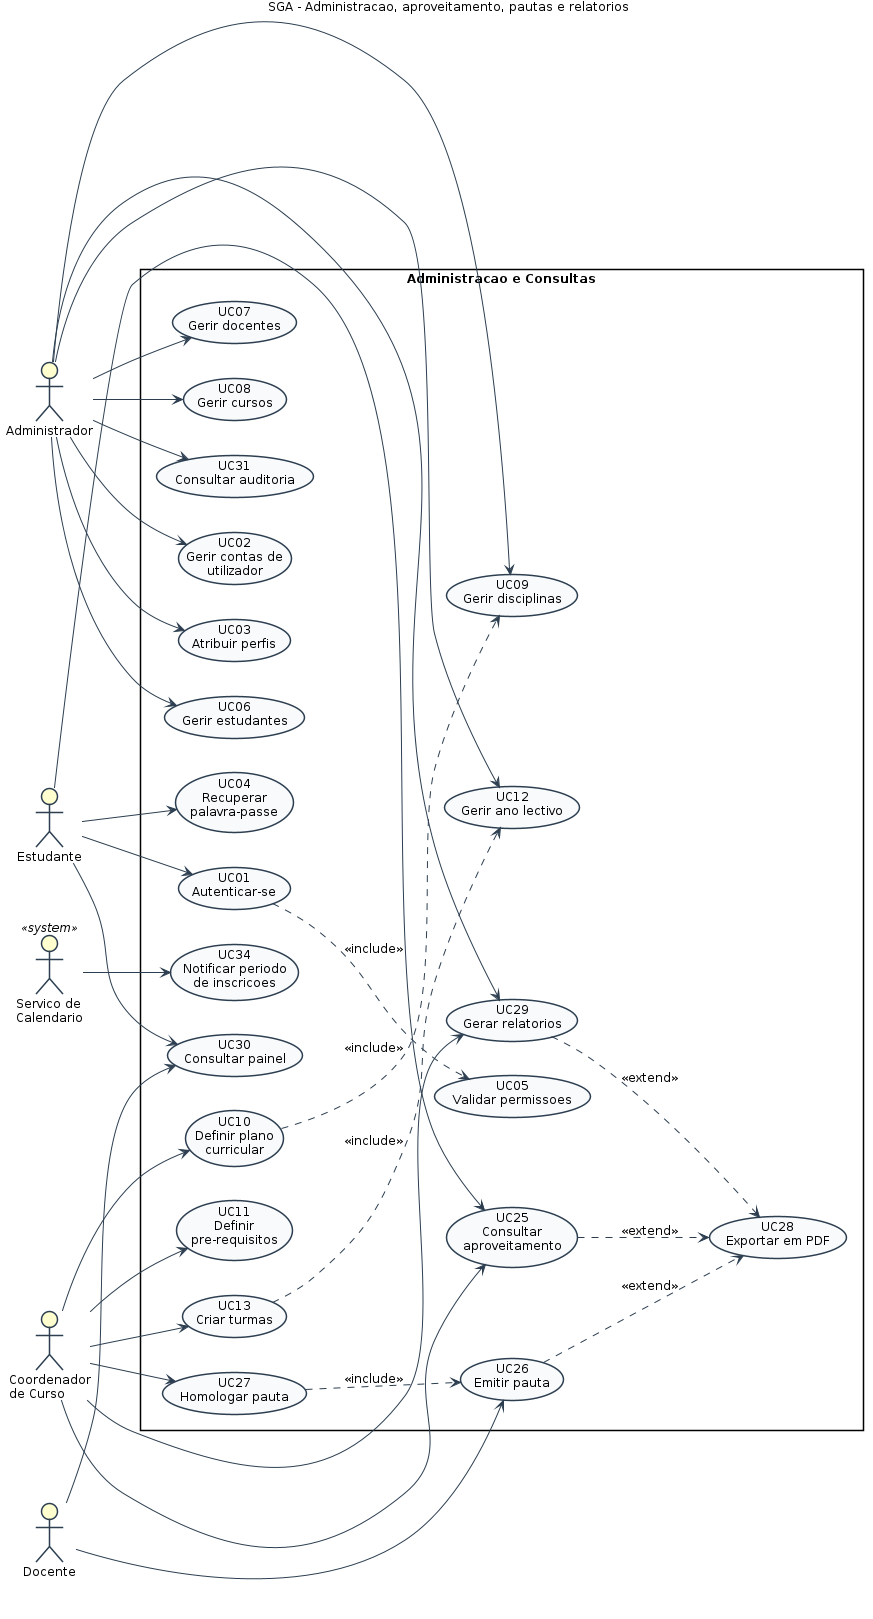 SGA - Administracao, aproveitamento, pautas e relatorios
Administracao e Consultas
UC07
Gerir docentes
UC08
Gerir cursos
Administrador
UC31
Consultar auditoria
UC02
Gerir contas de
utilizador
UC09
Gerir disciplinas
UC03
Atribuir perfis
UC06
Gerir estudantes
UC04
Recuperar
palavra-passe
UC12
Gerir ano lectivo
Estudante
UC01
Autenticar-se
«system»
Servico de
Calendario
«include»
UC34
Notificar periodo
de inscricoes
UC29
Gerar relatorios
UC30
Consultar painel
«include»
«extend»
UC05
Validar permissoes
UC10
Definir plano
curricular
«include»
UC11
Definir
pre-requisitos
UC25
Consultar
aproveitamento
«extend»
UC28
Exportar em PDF
«extend»
UC13
Criar turmas
Coordenador
de Curso
UC27
Homologar pauta
«include»
UC26
Emitir pauta
Docente